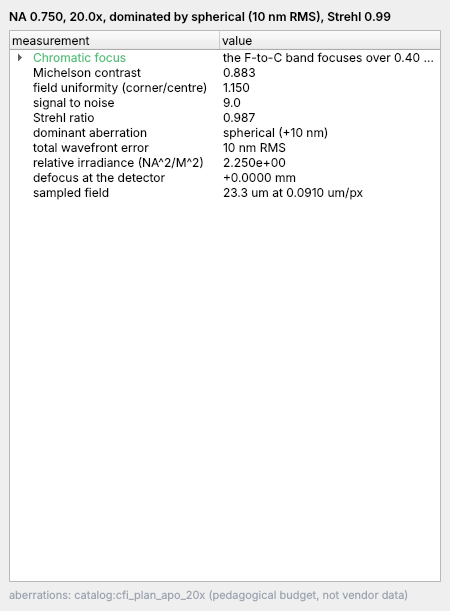 NA 0.750, 20.0x, dominated by spherical (10 nm RMS), Strehl 0.99
measurement value
Chromatic focus the F-to-C band focuses over 0.40 ...
Michelson contrast 0.883
field uniformity (corner/centre) 1.150
signal to noise 9.0
Strehl ratio 0.987
dominant aberration spherical (+10 nm)
total wavefront error 10 nm RMS
relative irradiance (NA^2/M^2) 2.250e+00
defocus at the detector +0.0000 mm
sampled field 23.3 um at 0.0910 um/px
aberrations: catalog:cfi_plan_apo_20x (pedagogical budget, not vendor data)